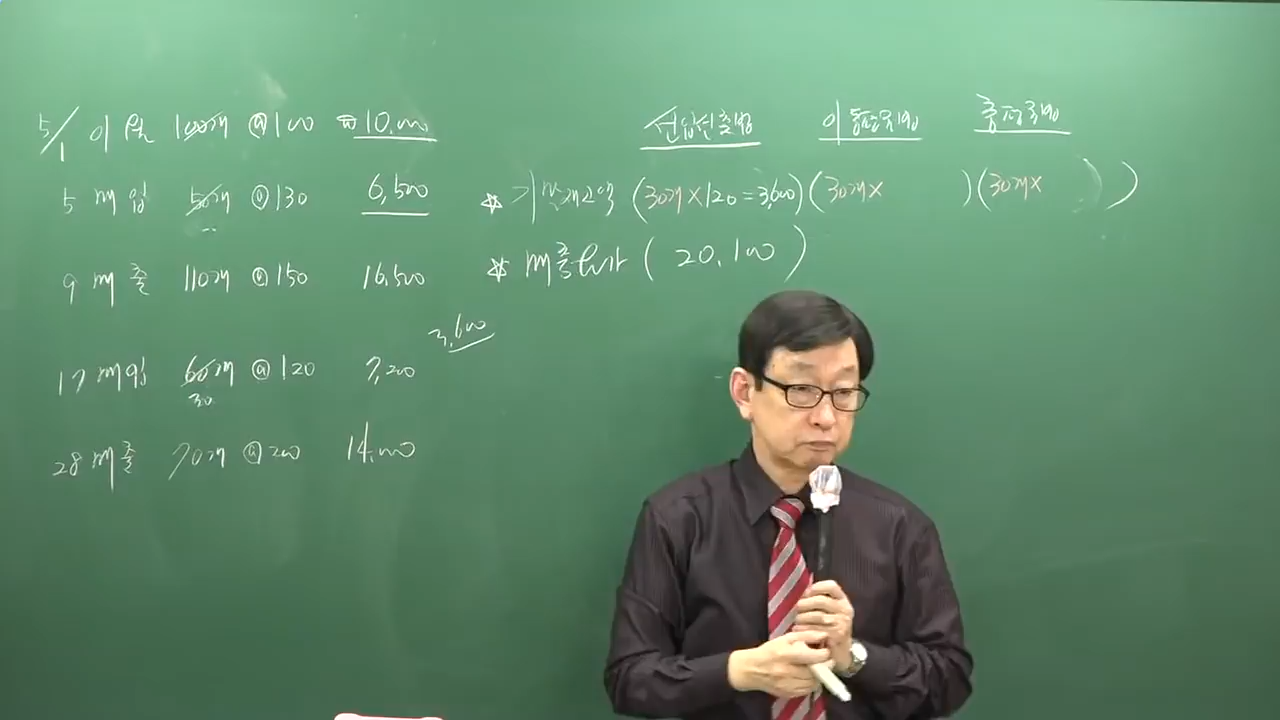 5/1 이월 100개 @100 ₩10,000
선입선출법 이동평균법 총평균법
5 매입 50개 @130 6,500
* 기말재고액 (30개×120=3,600)(30개× )(30개× )
* 매출원가 ( 20,100 )
9 매출 110개 @150 16,500
3,600
17 매입 60개 @120 7,200
30
28 매출 70개 @200 14,000